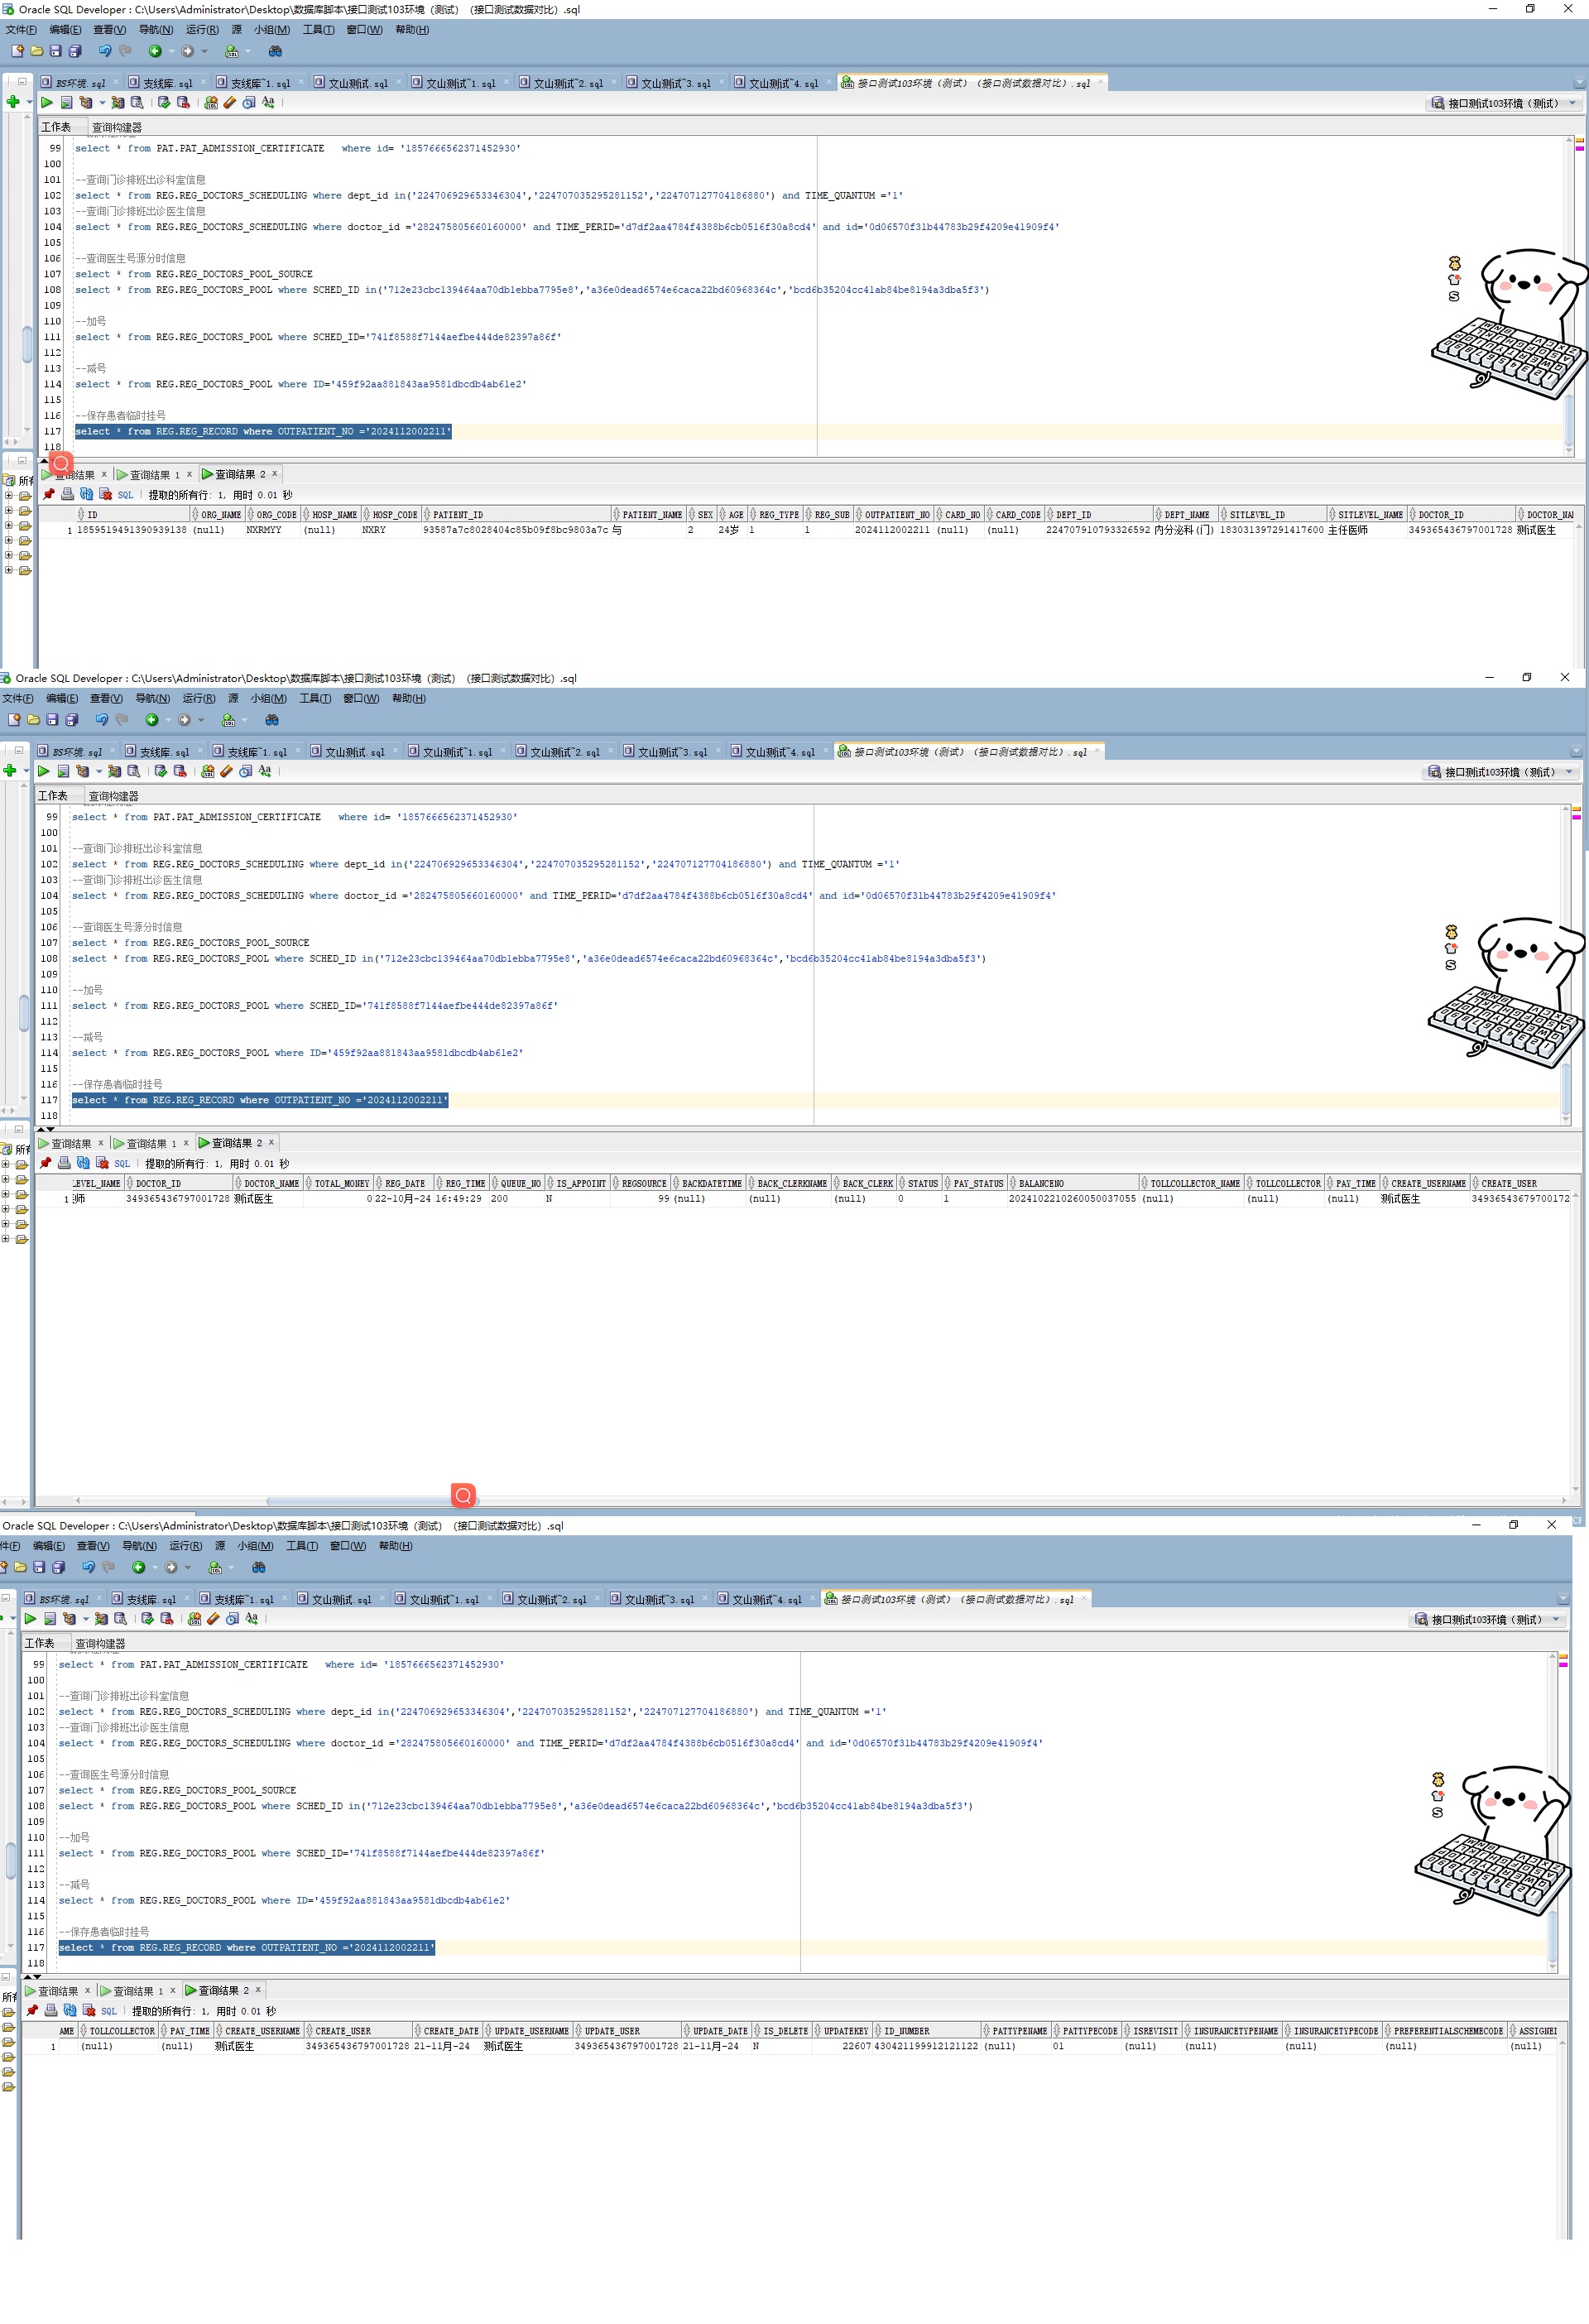 Oracle SQL Developer : C:\Users\Administrator\Desktop\数据库脚本\接口测试103环境（测试）（接口测试数据对比）.sql
文件(F) 编辑(E) 查看(V) 导航(N) 运行(R) 源 小组(M) 工具(T) 窗口(W) 帮助(H)
BS环境.sql 支线库.sql 支线库~1.sql 文山测试.sql 文山测试~1.sql 文山测试~2.sql 文山测试~3.sql 文山测试~4.sql 接口测试103环境（测试）（接口测试数据对比）.sql
接口测试103环境（测试）
工作表 查询构建器
99 select * from PAT.PAT_ADMISSION_CERTIFICATE where id= '1857666562371452930'
100
101 --查询门诊排班出诊科室信息
102 select * from REG.REG_DOCTORS_SCHEDULING where dept_id in('224706929653346304','224707035295281152','224707127704186880') and TIME_QUANTUM ='1'
103 --查询门诊排班出诊医生信息
104 select * from REG.REG_DOCTORS_SCHEDULING where doctor_id ='282475805660160000' and TIME_PERID='d7df2aa4784f4388b6cb0516f30a8cd4' and id='0d06570f31b44783b29f4209e41909f4'
105
106 --查询医生号源分时信息
107 select * from REG.REG_DOCTORS_POOL_SOURCE
108 select * from REG.REG_DOCTORS_POOL where SCHED_ID in('712e23cbc139464aa70db1ebba7795e8','a36e0dead6574e6caca22bd60968364c','bcd6b35204cc41ab84be8194a3dba5f3')
109
110 --加号
111 select * from REG.REG_DOCTORS_POOL where SCHED_ID='741f8588f7144aefbe444de82397a86f'
112
113 --减号
114 select * from REG.REG_DOCTORS_POOL where ID='459f92aa881843aa9581dbcdb4ab61e2'
115
116 --保存患者临时挂号
117 select * from REG.REG_RECORD where OUTPATIENT_NO ='2024112002211'
118
查询结果 查询结果 1 查询结果 2
SQL 提取的所有行: 1, 用时 0.01 秒
ID ORG_NAME ORG_CODE HOSP_NAME HOSP_CODE PATIENT_ID PATIENT_NAME SEX AGE REG_TYPE REG_SUB OUTPATIENT_NO CARD_NO CARD_CODE DEPT_ID DEPT_NAME SITLEVEL_ID SITLEVEL_NAME DOCTOR_ID DOCTOR_NA
1 1859519491390939138 (null) NXRMYY (null) NXRY 93587a7c8028404c85b09f8bc9803a7c 与 2 24岁 1 1 2024112002211 (null) (null) 224707910793326592 内分泌科(门) 183031397291417600 主任医师 349365436797001728 测试医生
Oracle SQL Developer : C:\Users\Administrator\Desktop\数据库脚本\接口测试103环境（测试）（接口测试数据对比）.sql
文件(F) 编辑(E) 查看(V) 导航(N) 运行(R) 源 小组(M) 工具(T) 窗口(W) 帮助(H)
BS环境.sql 支线库.sql 支线库~1.sql 文山测试.sql 文山测试~1.sql 文山测试~2.sql 文山测试~3.sql 文山测试~4.sql 接口测试103环境（测试）（接口测试数据对比）.sql
接口测试103环境（测试）
工作表 查询构建器
99 select * from PAT.PAT_ADMISSION_CERTIFICATE where id= '1857666562371452930'
100
101 --查询门诊排班出诊科室信息
102 select * from REG.REG_DOCTORS_SCHEDULING where dept_id in('224706929653346304','224707035295281152','224707127704186880') and TIME_QUANTUM ='1'
103 --查询门诊排班出诊医生信息
104 select * from REG.REG_DOCTORS_SCHEDULING where doctor_id ='282475805660160000' and TIME_PERID='d7df2aa4784f4388b6cb0516f30a8cd4' and id='0d06570f31b44783b29f4209e41909f4'
105
106 --查询医生号源分时信息
107 select * from REG.REG_DOCTORS_POOL_SOURCE
108 select * from REG.REG_DOCTORS_POOL where SCHED_ID in('712e23cbc139464aa70db1ebba7795e8','a36e0dead6574e6caca22bd60968364c','bcd6b35204cc41ab84be8194a3dba5f3')
109
110 --加号
111 select * from REG.REG_DOCTORS_POOL where SCHED_ID='741f8588f7144aefbe444de82397a86f'
112
113 --减号
114 select * from REG.REG_DOCTORS_POOL where ID='459f92aa881843aa9581dbcdb4ab61e2'
115
116 --保存患者临时挂号
117 select * from REG.REG_RECORD where OUTPATIENT_NO ='2024112002211'
118
查询结果 查询结果 1 查询结果 2
SQL 提取的所有行: 1, 用时 0.01 秒
LEVEL_NAME DOCTOR_ID DOCTOR_NAME TOTAL_MONEY REG_DATE REG_TIME QUEUE_NO IS_APPOINT REGSOURCE BACKDATETIME BACK_CLERKNAME BACK_CLERK STATUS PAY_STATUS BALANCENO TOLLCOLLECTOR_NAME TOLLCOLLECTOR PAY_TIME CREATE_USERNAME CREATE_USER
1 师 349365436797001728 测试医生 0 22-10月-24 16:49:29 200 N 99 (null) (null) (null) 0 1 2024102210260050037055 (null) (null) (null) 测试医生 34936543679700172
Oracle SQL Developer : C:\Users\Administrator\Desktop\数据库脚本\接口测试103环境（测试）（接口测试数据对比）.sql
件(F) 编辑(E) 查看(V) 导航(N) 运行(R) 源 小组(M) 工具(T) 窗口(W) 帮助(H)
BS环境.sql 支线库.sql 支线库~1.sql 文山测试.sql 文山测试~1.sql 文山测试~2.sql 文山测试~3.sql 文山测试~4.sql 接口测试103环境（测试）（接口测试数据对比）.sql
接口测试103环境（测试）
工作表 查询构建器
99 select * from PAT.PAT_ADMISSION_CERTIFICATE where id= '1857666562371452930'
100
101 --查询门诊排班出诊科室信息
102 select * from REG.REG_DOCTORS_SCHEDULING where dept_id in('224706929653346304','224707035295281152','224707127704186880') and TIME_QUANTUM ='1'
103 --查询门诊排班出诊医生信息
104 select * from REG.REG_DOCTORS_SCHEDULING where doctor_id ='282475805660160000' and TIME_PERID='d7df2aa4784f4388b6cb0516f30a8cd4' and id='0d06570f31b44783b29f4209e41909f4'
105
106 --查询医生号源分时信息
107 select * from REG.REG_DOCTORS_POOL_SOURCE
108 select * from REG.REG_DOCTORS_POOL where SCHED_ID in('712e23cbc139464aa70db1ebba7795e8','a36e0dead6574e6caca22bd60968364c','bcd6b35204cc41ab84be8194a3dba5f3')
109
110 --加号
111 select * from REG.REG_DOCTORS_POOL where SCHED_ID='741f8588f7144aefbe444de82397a86f'
112
113 --减号
114 select * from REG.REG_DOCTORS_POOL where ID='459f92aa881843aa9581dbcdb4ab61e2'
115
116 --保存患者临时挂号
117 select * from REG.REG_RECORD where OUTPATIENT_NO ='2024112002211'
118
查询结果 查询结果 1 查询结果 2
SQL 提取的所有行: 1, 用时 0.01 秒
AME TOLLCOLLECTOR PAY_TIME CREATE_USERNAME CREATE_USER CREATE_DATE UPDATE_USERNAME UPDATE_USER UPDATE_DATE IS_DELETE UPDATEKEY ID_NUMBER PATTYPENAME PATTYPECODE ISREVISIT INSURANCETYPENAME INSURANCETYPECODE PREFERENTIALSCHEMECODE ASSIGNEI
1 (null) (null) 测试医生 349365436797001728 21-11月-24 测试医生 349365436797001728 21-11月-24 N 22607 430421199912121122 (null) 01 (null) (null) (null) (null) (null)